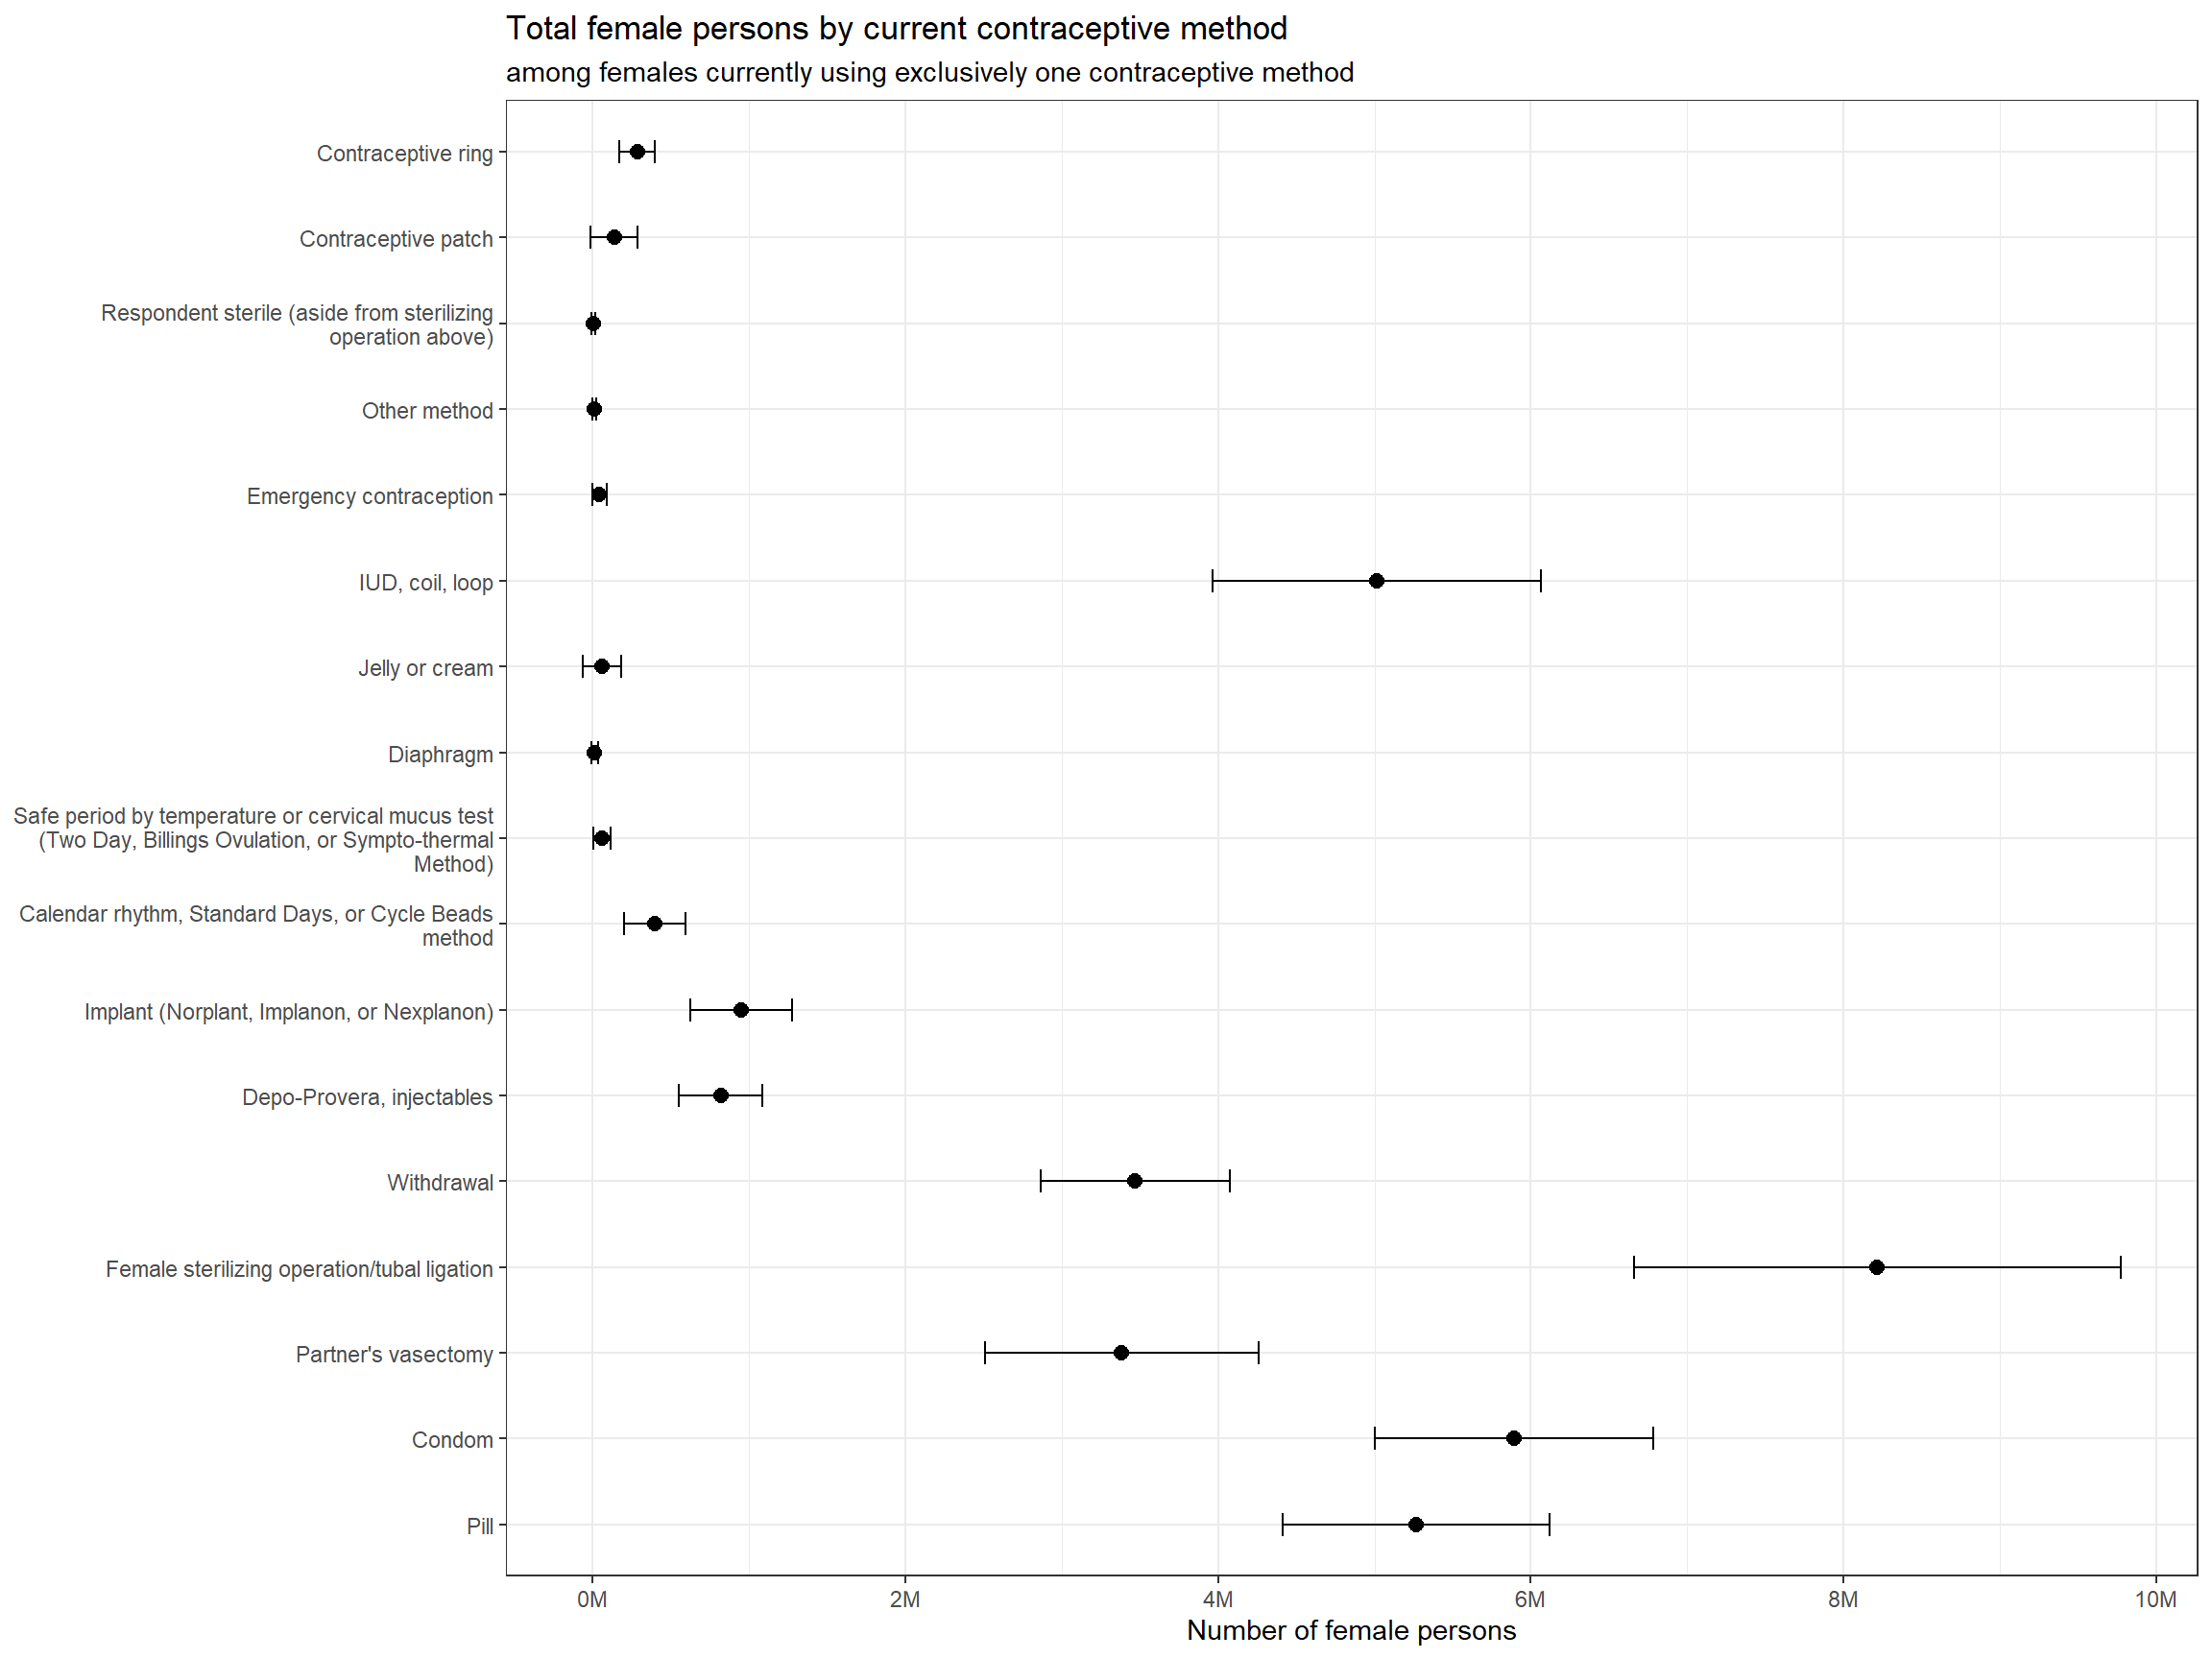 Total female persons by current contraceptive method
among females currently using exclusively one contraceptive method
Contraceptive ring
Contraceptive patch
Respondent sterile (aside from sterilizing
operation above)
Other method
Emergency contraception
IUD, coil, loop
Jelly or cream
Diaphragm
Safe period by temperature or cervical mucus test
(Two Day, Billings Ovulation, or Sympto-thermal
Method)
Calendar rhythm, Standard Days, or Cycle Beads
method
Implant (Norplant, Implanon, or Nexplanon)
Depo-Provera, injectables
Withdrawal
Female sterilizing operation/tubal ligation
Partner's vasectomy
Condom
Pill
0M 2M 4M 6M 8M 10M
Number of female persons